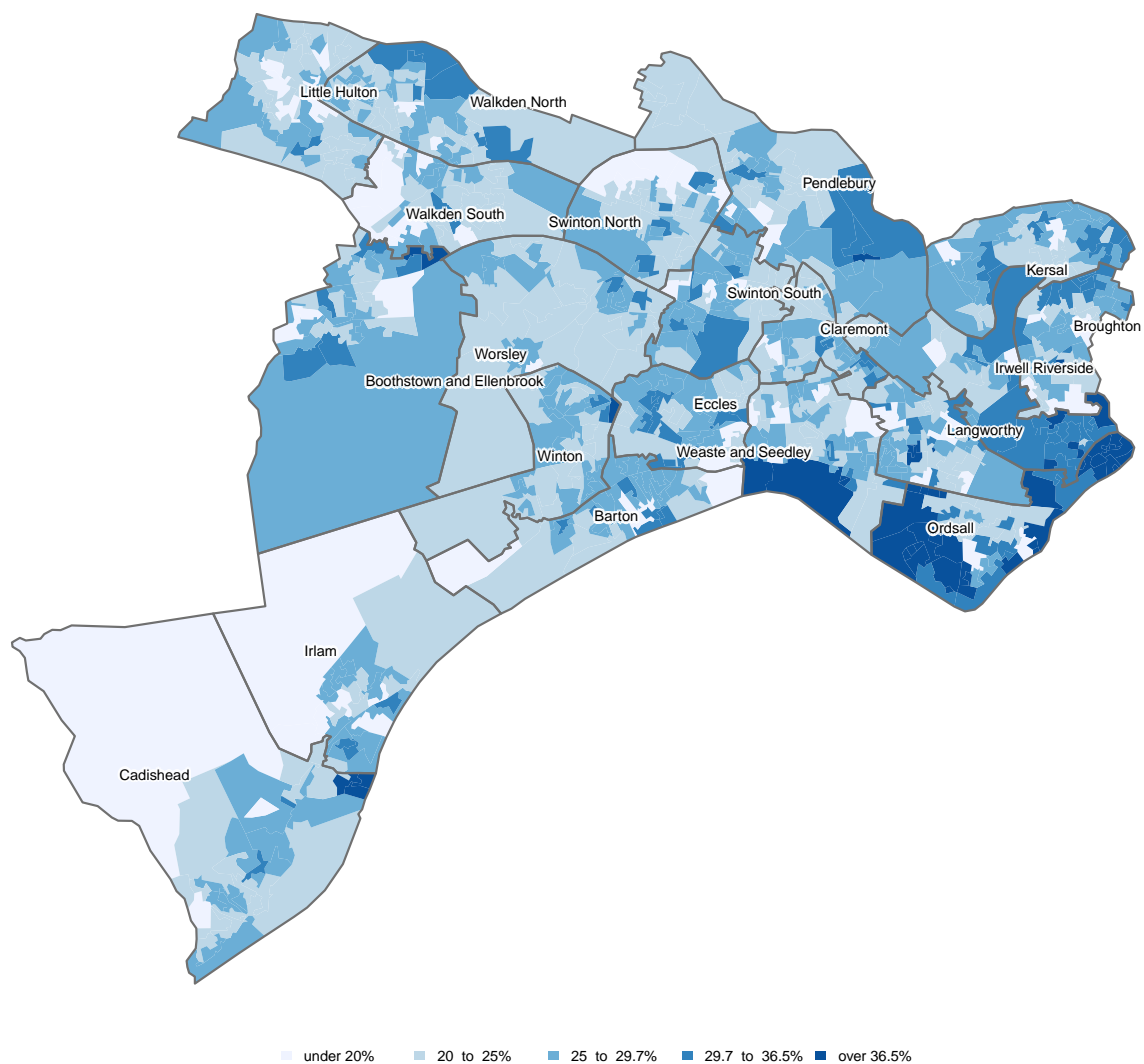 Little Hulton
Walkden North
Pendlebury
Walkden South
Swinton North
Kersal
Swinton South
Broughton
Claremont
Worsley
Irwell Riverside
Boothstown and Ellenbrook
Eccles
Langworthy
Winton
Weaste and Seedley
Barton
Ordsall
Irlam
Cadishead
under 20%
20 to 25%
25 to 29.7%
29.7 to 36.5%
over 36.5%